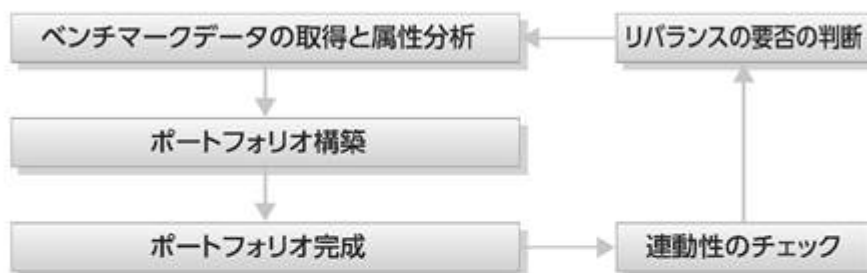 ベンチマークデータの取得と属性分析
リバランスの要否の判断
ポートフォリオ構築
ポートフォリオ完成
連動性のチェック